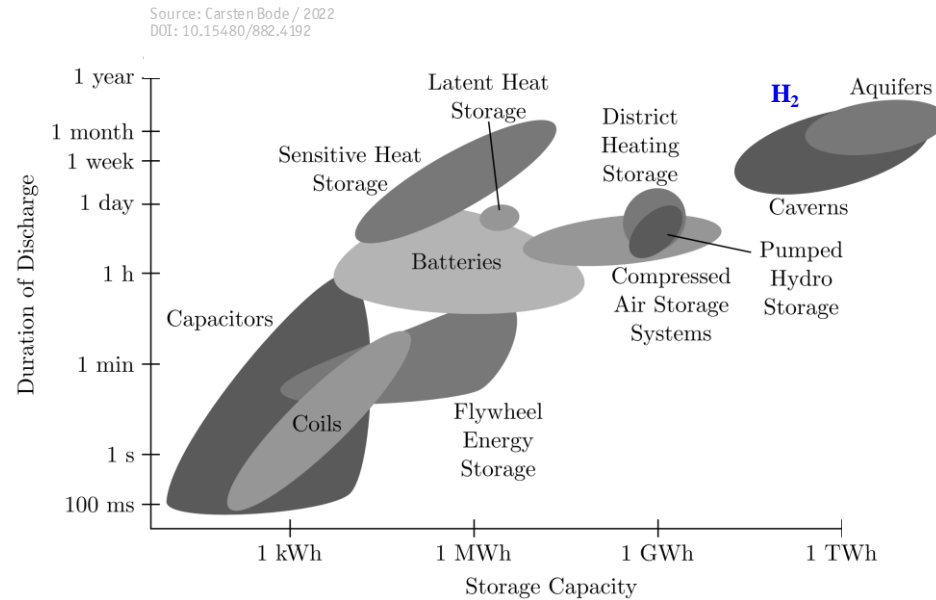 Source: Carsten Bode / 2022
DOI: 10.15480/882.4192
1 year
1 month
1 week
1 day
1 h
1 min
1 s
100 ms
Duration of Discharge
Latent Heat
Storage
Sensitive Heat
Storage
District
Heating
Storage
H₂
Aquifers
Caverns
Batteries
Pumped
Hydro
Storage
Compressed
Air Storage
Systems
Capacitors
Coils
Flywheel
Energy
Storage
1 kWh
1 MWh
1 GWh
1 TWh
Storage Capacity